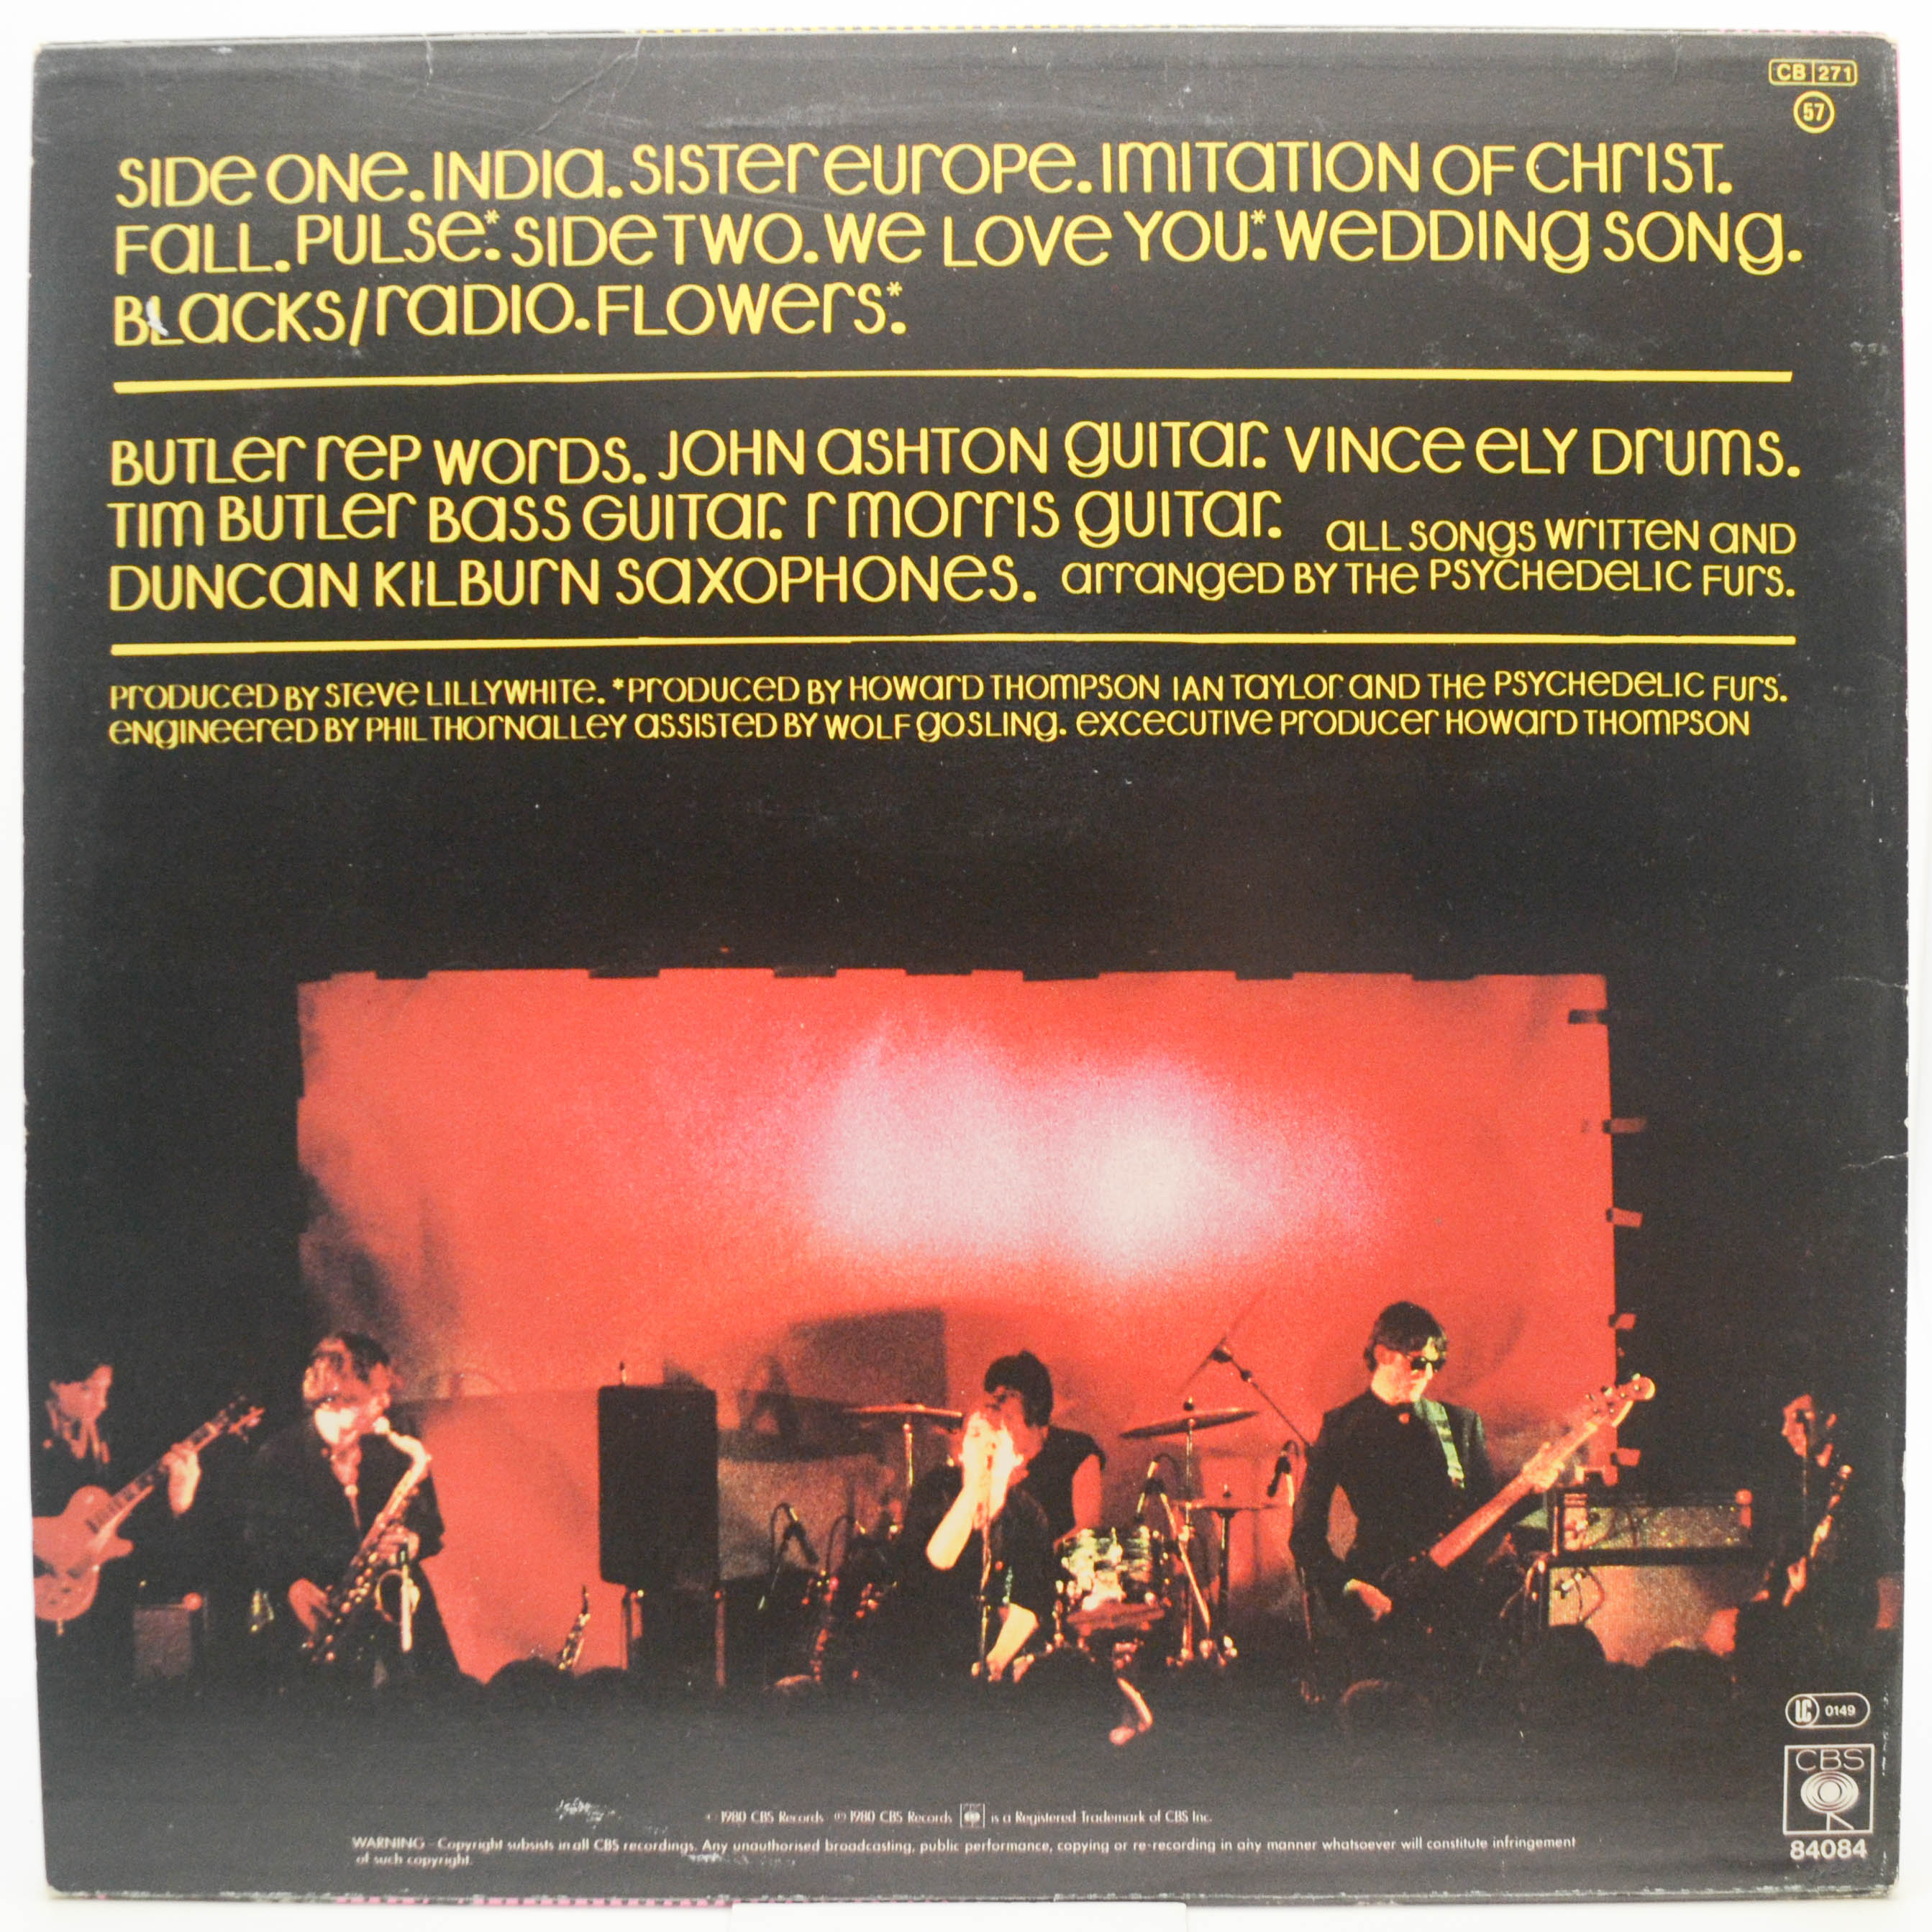 CB 271
57
SIDE ONE. INDIA. SISTER EUROPE. IMITATION OF CHRIST.
FALL. PULSE*. SIDE TWO. WE LOVE YOU*. WEDDING SONG.
BLACKS/RADIO. FLOWERS*.
BUTLER REP WORDS. JOHN ASHTON GUITAR. VINCE ELY DRUMS.
TIM BUTLER BASS GUITAR. R MORRIS GUITAR.
DUNCAN KILBURN SAXOPHONES.
ALL SONGS WRITTEN AND
ARRANGED BY THE PSYCHEDELIC FURS.
PRODUCED BY STEVE LILLYWHITE. *PRODUCED BY HOWARD THOMPSON IAN TAYLOR AND THE PSYCHEDELIC FURS.
ENGINEERED BY PHIL THORNALLEY ASSISTED BY WOLF GOSLING. EXCECUTIVE PRODUCER HOWARD THOMPSON
LC 0149
CBS
84084
© 1980 CBS Records ℗ 1980 CBS Records is a Registered Trademark of CBS Inc.
WARNING - Copyright subsists in all CBS recordings. Any unauthorised broadcasting, public performance, copying or re-recording in any manner whatsoever will constitute infringement
of such copyright.